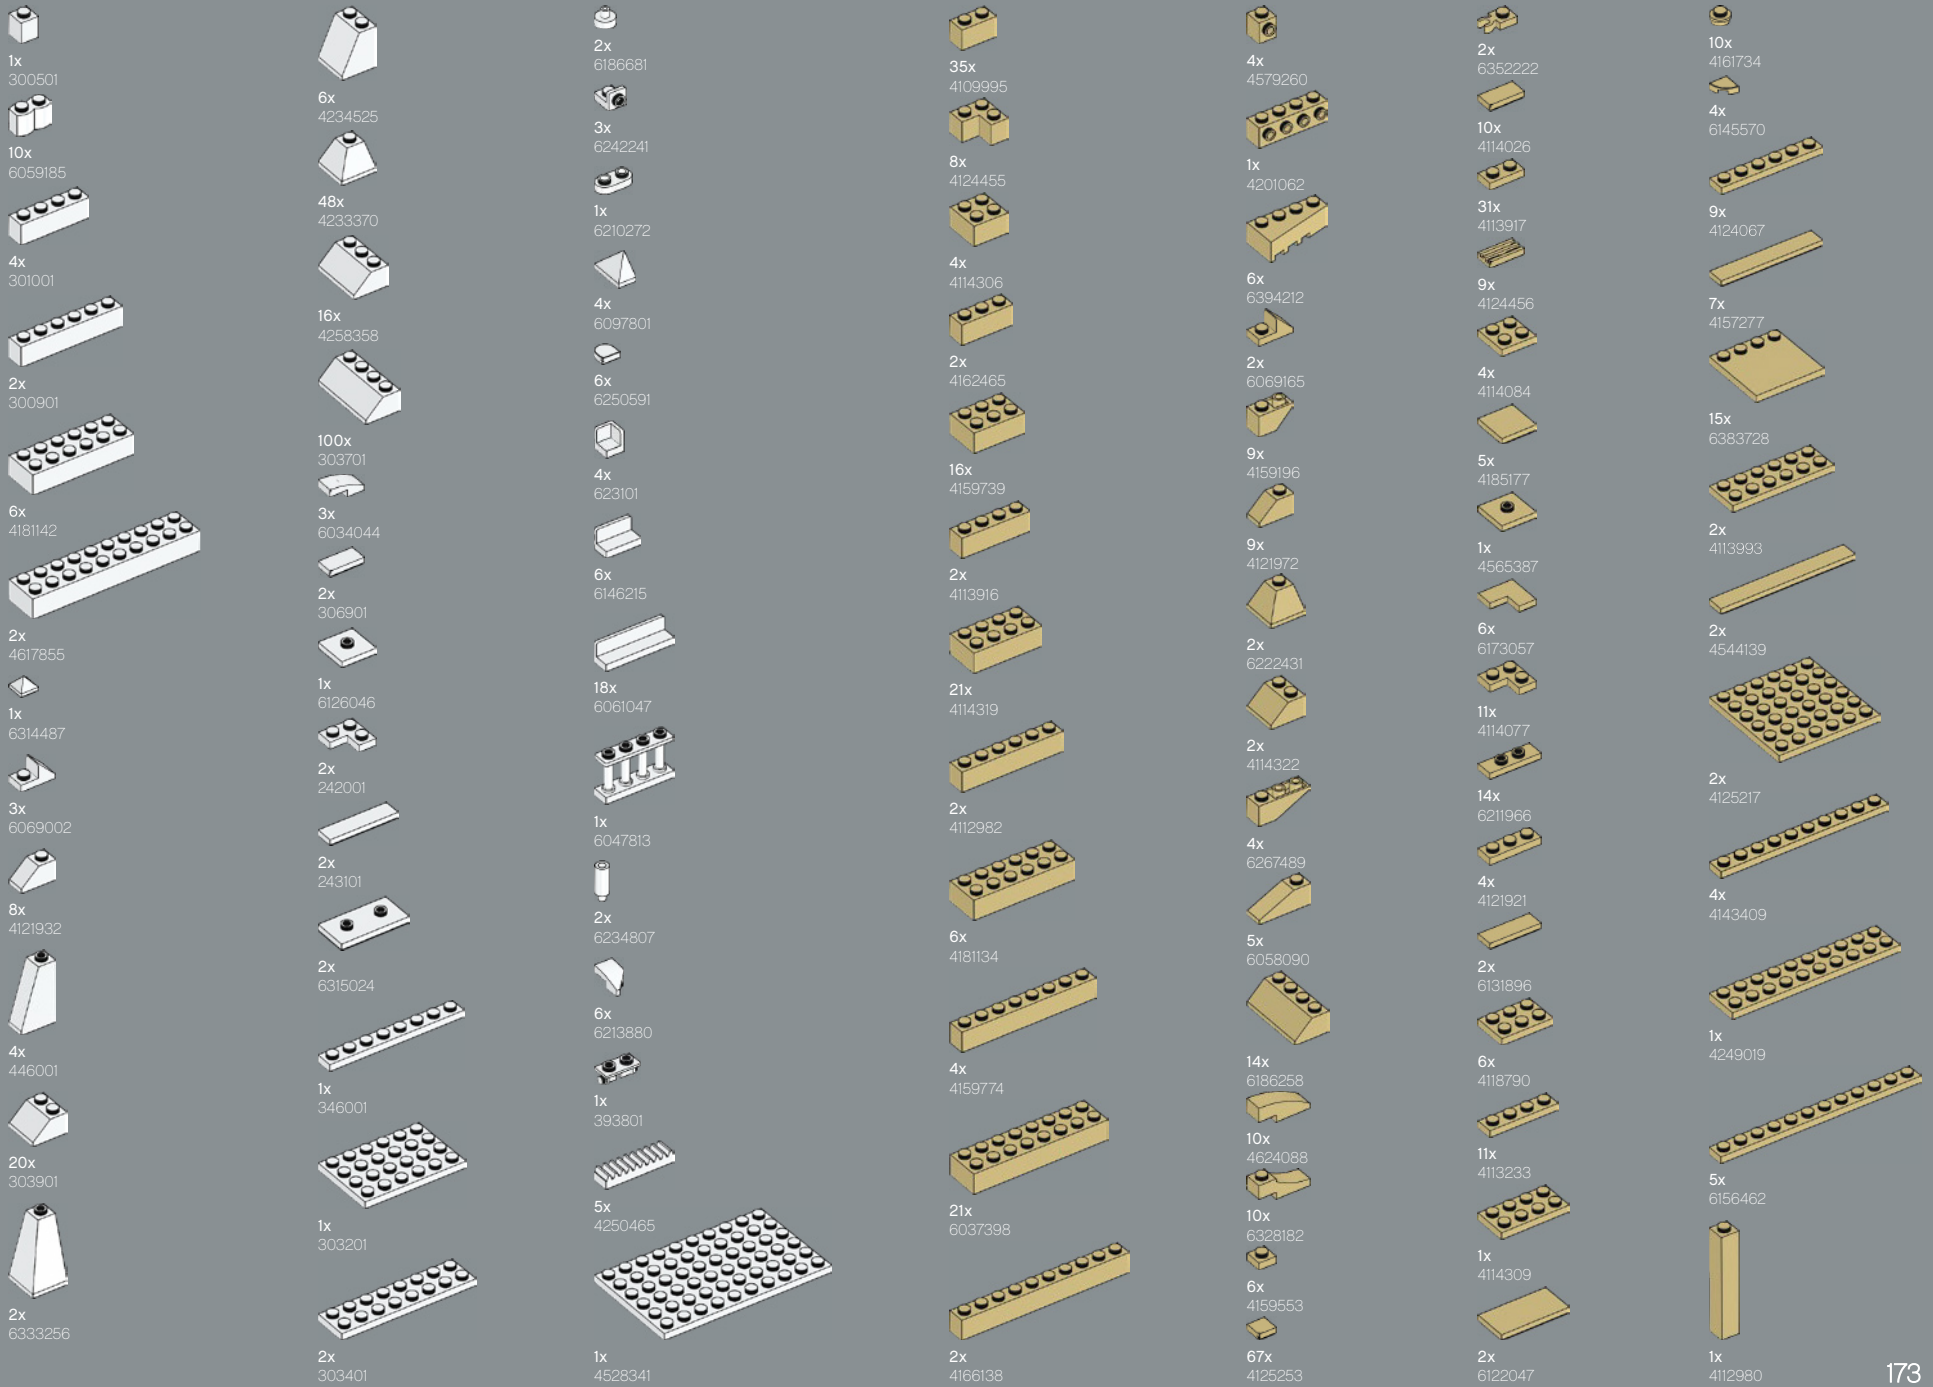 1x
300501
10x
6059185
4x
301001
2x
300901
6x
4181142
2x
4617855
1x
6314487
3x
6069002
8x
4121932
4x
446001
20x
303901
2x
6333256
6x
4234525
48x
4233370
16x
4258358
100x
303701
3x
6034044
2x
306901
1x
6126046
2x
242001
2x
243101
2x
6315024
1x
346001
1x
303201
2x
303401
2x
6186681
3x
6242241
1x
6210272
4x
6097801
6x
6250591
4x
623101
6x
6146215
18x
6061047
1x
6047813
2x
6234807
6x
6213880
1x
393801
5x
4250465
1x
4528341
35x
4109995
8x
4124455
4x
4114306
2x
4162465
16x
4159739
2x
4113916
21x
4114319
2x
4112982
6x
4181134
4x
4159774
21x
6037398
2x
4166138
4x
4579260
1x
4201062
6x
6394212
2x
6069165
9x
4159196
9x
4121972
2x
6222431
2x
4114322
4x
6267489
5x
6058090
14x
6186258
10x
4624088
10x
6328182
6x
4159553
67x
4125253
2x
6352222
10x
4114026
31x
4113917
9x
4124456
4x
4114084
5x
4185177
1x
4565387
6x
6173057
11x
4114077
14x
6211966
4x
4121921
2x
6131896
6x
4118790
11x
4113233
1x
4114309
2x
6122047
10x
4161734
4x
6145570
9x
4124067
7x
4157277
15x
6383728
2x
4113993
2x
4544139
2x
4125217
4x
4143409
1x
4249019
5x
6156462
1x
4112980
173